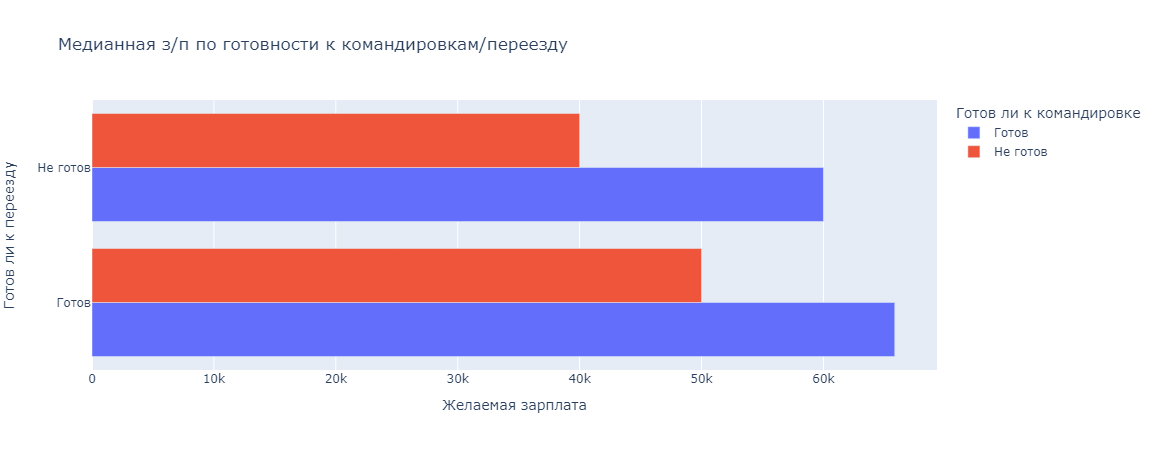 Медианная з/п по готовности к командировкам/переезду
Готов ли к командировке
Готов
Не готов
Готов ли к переезду
Не готов
Готов
0 10k 20k 30k 40k 50k 60k
Желаемая зарплата